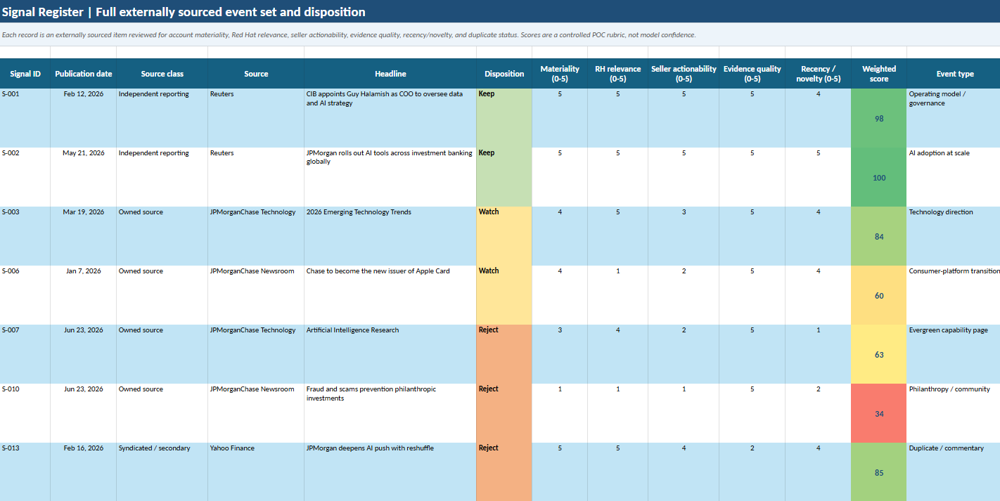 Signal Register | Full externally sourced event set and disposition
Each record is an externally sourced item reviewed for account materiality, Red Hat relevance, seller actionability, evidence quality, recency/novelty, and duplicate status. Scores are a controlled POC rubric, not model confidence.
Signal ID Publication date Source class Source Headline Disposition Materiality (0-5) RH relevance (0-5) Seller actionability (0-5) Evidence quality (0-5) Recency / novelty (0-5) Weighted score Event type
S-001 Feb 12, 2026 Independent reporting Reuters CIB appoints Guy Halamish as COO to oversee data and AI strategy Keep 5 5 5 5 4 98 Operating model / governance
S-002 May 21, 2026 Independent reporting Reuters JPMorgan rolls out AI tools across investment banking globally Keep 5 5 5 5 5 100 AI adoption at scale
S-003 Mar 19, 2026 Owned source JPMorganChase Technology 2026 Emerging Technology Trends Watch 4 5 3 5 4 84 Technology direction
S-006 Jan 7, 2026 Owned source JPMorganChase Newsroom Chase to become the new issuer of Apple Card Watch 4 1 2 5 4 60 Consumer-platform transition
S-007 Jun 23, 2026 Owned source JPMorganChase Technology Artificial Intelligence Research Reject 3 4 2 5 1 63 Evergreen capability page
S-010 Jun 23, 2026 Owned source JPMorganChase Newsroom Fraud and scams prevention philanthropic investments Reject 1 1 1 5 2 34 Philanthropy / community
S-013 Feb 16, 2026 Syndicated / secondary Yahoo Finance JPMorgan deepens AI push with reshuffle Reject 5 5 4 2 4 85 Duplicate / commentary